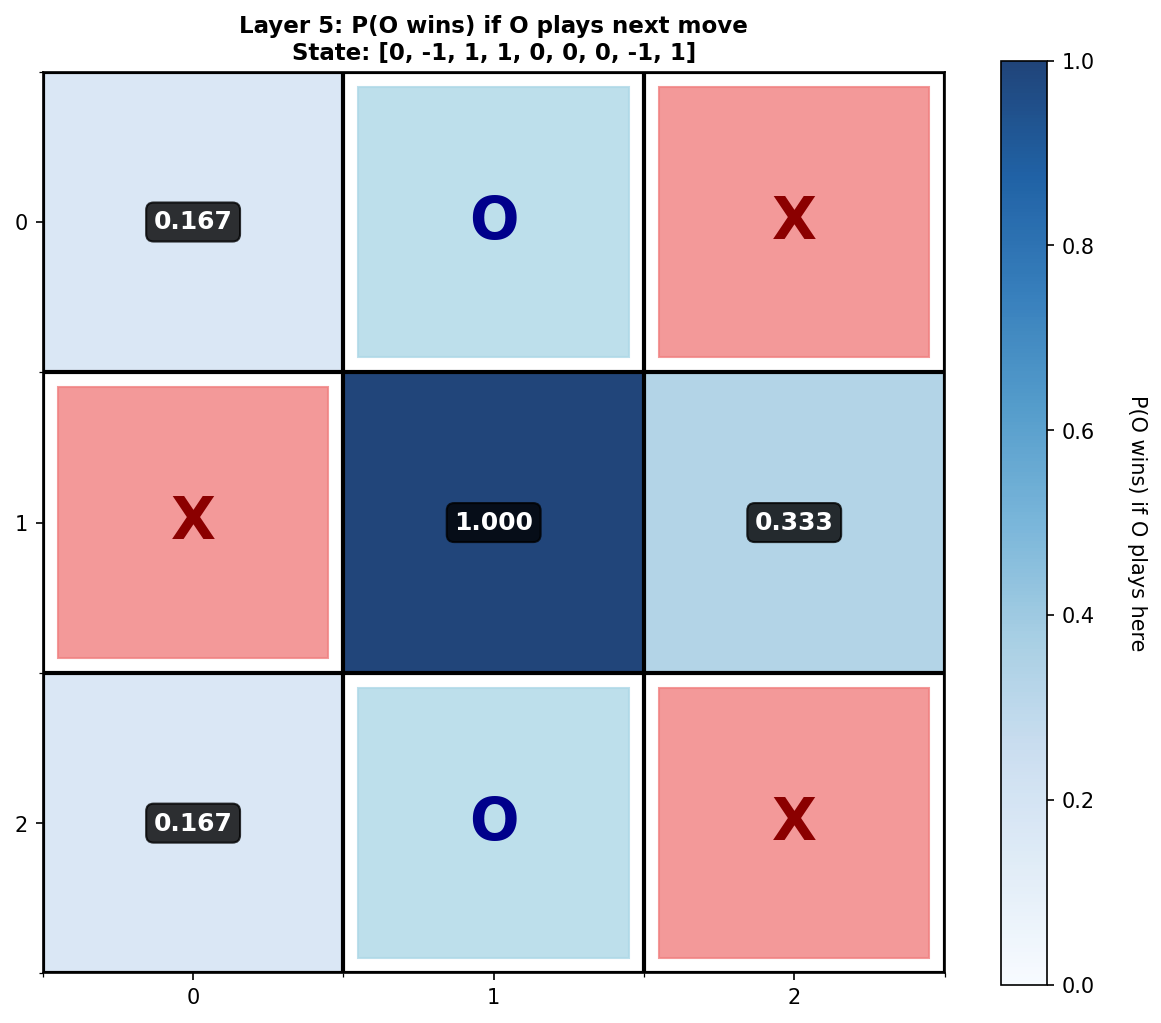 Layer 5: P(O wins) if O plays next move
State: [0, -1, 1, 1, 0, 0, 0, -1, 1]
0
0.167
O
X
1
X
1.000
0.333
2
0.167
O
X
0
1
2
1.0
0.8
0.6
0.4
0.2
0.0
P(O wins) if O plays here